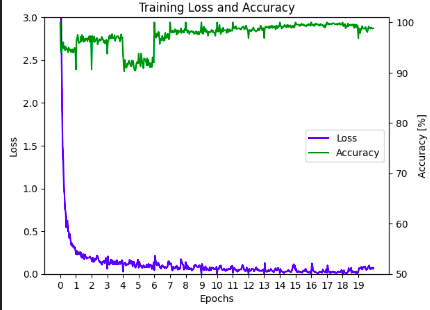 Training Loss and Accuracy
3.0
2.5
2.0
1.5
1.0
0.5
0.0
Loss
100
90
80
70
60
50
Accuracy [%]
Loss
Accuracy
0 1 2 3 4 5 6 7 8 9 10 11 12 13 14 15 16 17 18 19
Epochs